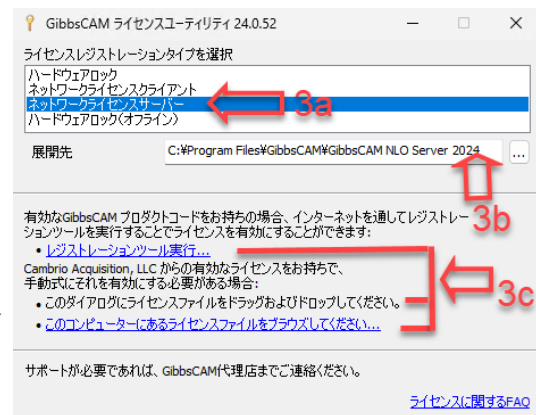 GibbsCAM ライセンスユーティリティ 24.0.52
ライセンスレジストレーションタイプを選択
ハードウェアロック
ネットワークライセンスクライアント
ネットワークライセンスサーバー
3a
ハードウェアロック(オフライン)
展開先
C:¥Program Files¥GibbsCAM¥GibbsCAM NLO Server 2024
...
3b
有効なGibbsCAM プロダクトコードをお持ちの場合、インターネットを通してレジストレー
ションツールを実行することでライセンスを有効にすることができます:
• レジストレーションツール実行...
Cambrio Acquisition, LLC からの有効なライセンスをお持ちで、
手動式にそれを有効にする必要がある場合:
3c
• このダイアログにライセンスファイルをドラッグおよびドロップしてください。
• このコンピューターにあるライセンスファイルをブラウズしてください...
サポートが必要であれば、GibbsCAM代理店までご連絡ください。
ライセンスに関するFAQ